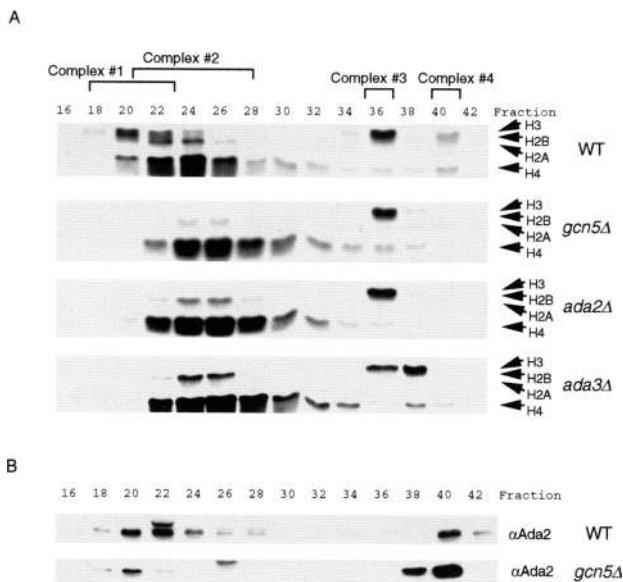 A
Complex #2
Complex #1
Complex #3
Complex #4
16 18 20 22 24 26 28 30 32 34 36 38 40 42 Fraction
H3
H2B
H2A
H4
WT
H3
H2B
H2A
H4
gcn5Δ
H3
H2B
H2A
H4
ada2Δ
H3
H2B
H2A
H4
ada3Δ
B
16 18 20 22 24 26 28 30 32 34 36 38 40 42 Fraction
αAda2 WT
αAda2 gcn5Δ